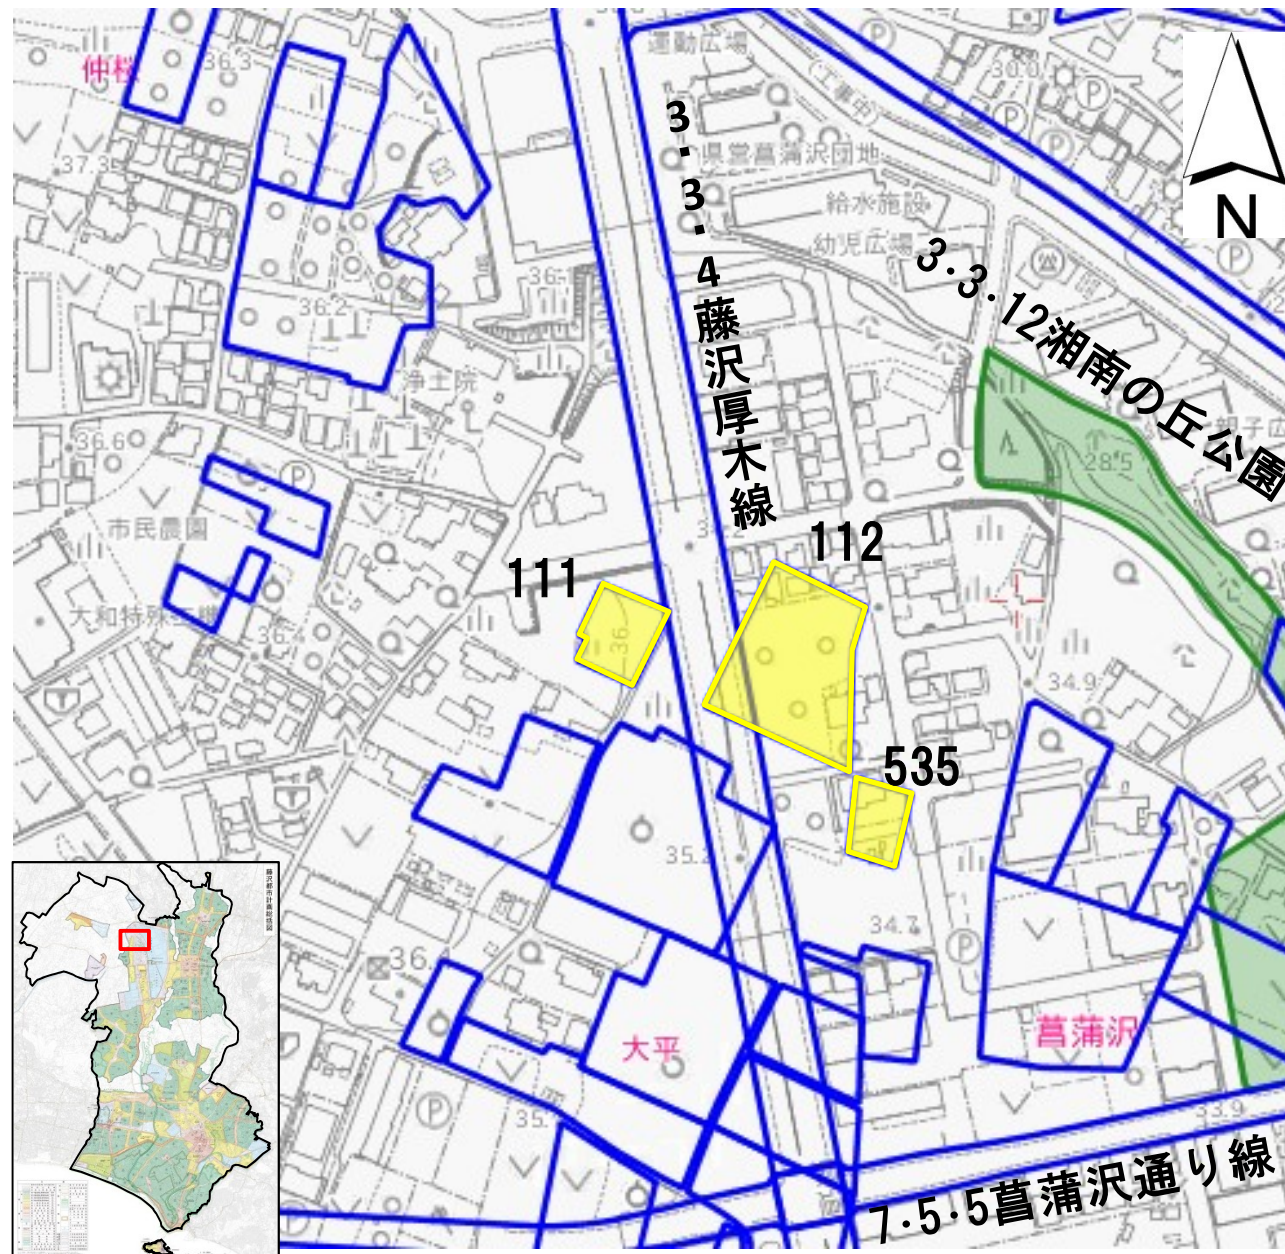 運動広場
仲桜
36.3
(工事中)
30.0
P
P
P
P
3・3・4藤沢厚木線
県営菖蒲沢団地
37.3
給水施設
N
幼児広場
P
3・3・12湘南の丘公園
36.1
36.2
浄土院
36.6
28.5
P
市民農園
112
111
36.4
36
34.9
535
35.2
34.7
藤沢都市計画総括図
36
P
大平
菖蒲沢
P
33.9
7・5・5菖蒲沢通り線